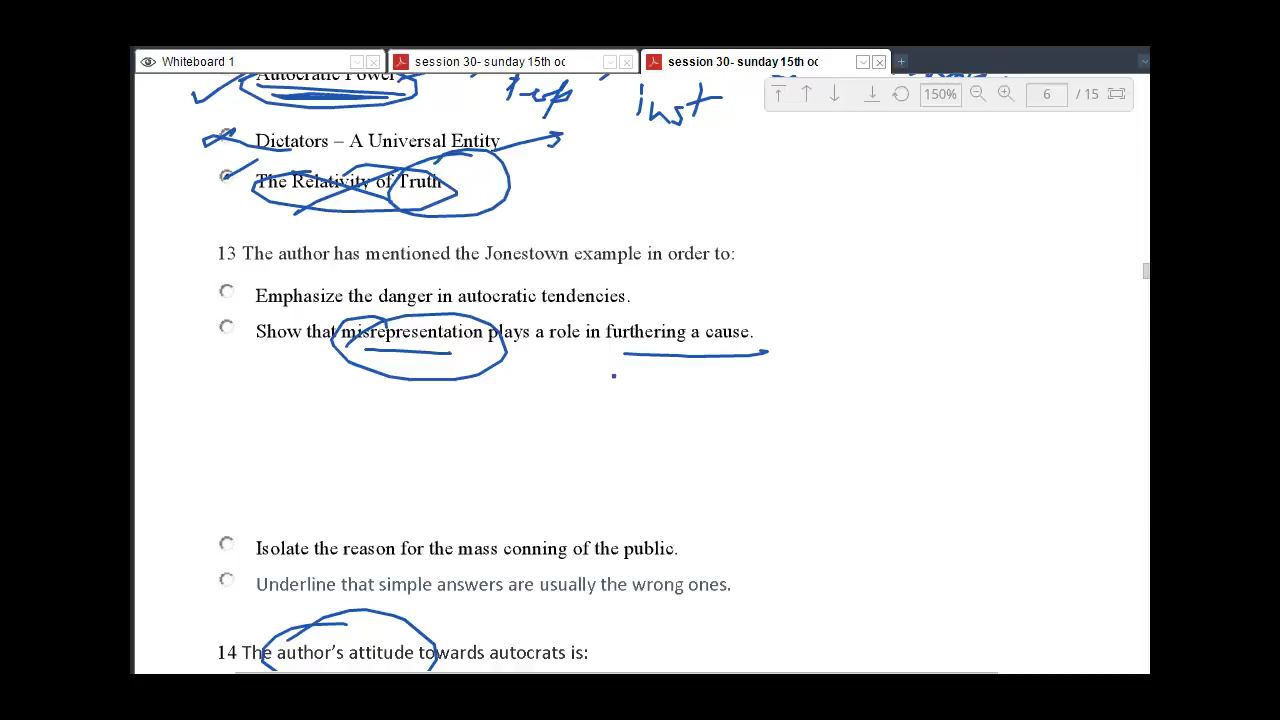 Whiteboard 1
session 30- sunday 15th oc
session 30- sunday 15th oc
Autocratic Power
inst
150%
6 / 15
Dictators – A Universal Entity
The Relativity of Truth
13 The author has mentioned the Jonestown example in order to:
Emphasize the danger in autocratic tendencies.
Show that misrepresentation plays a role in furthering a cause.
Isolate the reason for the mass conning of the public.
Underline that simple answers are usually the wrong ones.
14 The author’s attitude towards autocrats is: